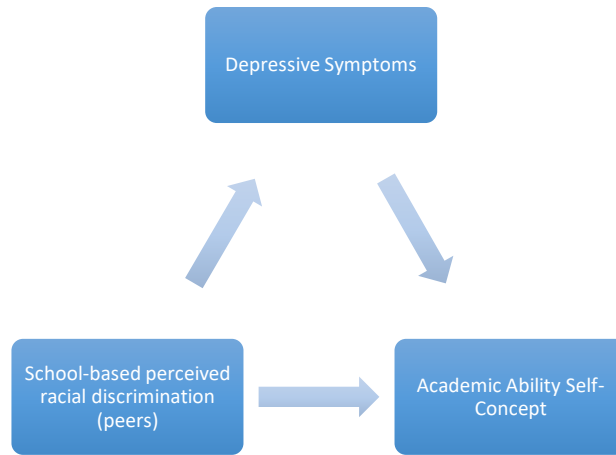 Depressive Symptoms
School-based perceived
racial discrimination
(peers)
Academic Ability Self-
Concept